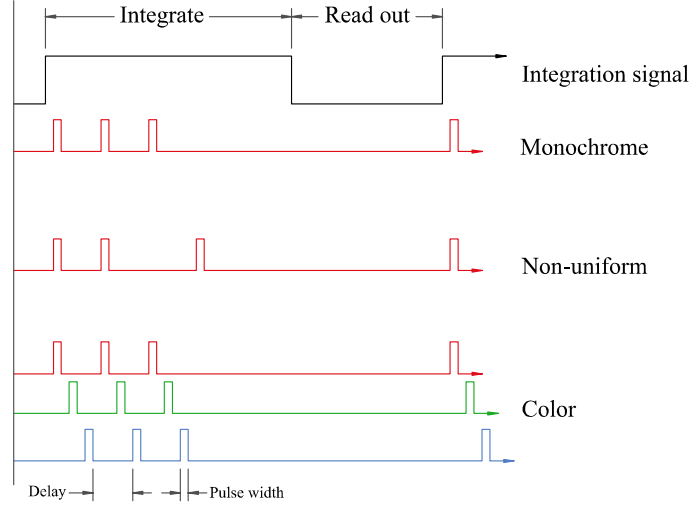 Integrate
Read out
Integration signal
Monochrome
Non-uniform
Color
Delay
Pulse width